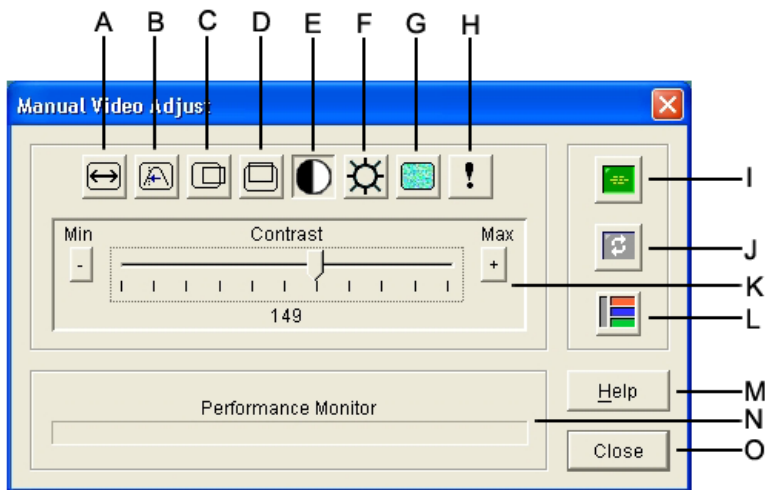 A B C D E F G H
Manual Video Adjust
I
J
Min Contrast Max
- +
K
149
L
Help
M
Performance Monitor
N
Close
O